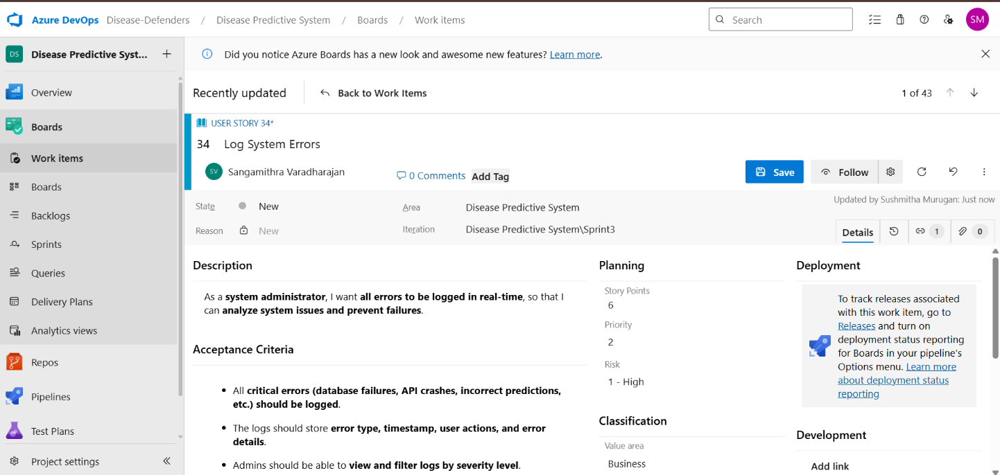 Azure DevOps Disease-Defenders / Disease Predictive System / Boards / Work items
Search
SM
DS Disease Predictive Syst...
Overview
Boards
Work items
Boards
Backlogs
Sprints
Queries
Delivery Plans
Analytics views
Repos
Pipelines
Test Plans
Project settings
Did you notice Azure Boards has a new look and awesome new features? Learn more.
Recently updated
Back to Work Items
1 of 43
USER STORY 34*
34 Log System Errors
SV Sangamithra Varadharajan
0 Comments
Add Tag
Save
Follow
State New
Area Disease Predictive System
Updated by Sushmitha Murugan: Just now
Reason New
Iteration Disease Predictive System\Sprint3
Details
1
0
Description
As a system administrator, I want all errors to be logged in real-time, so that I
can analyze system issues and prevent failures.
Acceptance Criteria
• All critical errors (database failures, API crashes, incorrect predictions,
etc.) should be logged.
• The logs should store error type, timestamp, user actions, and error
details.
• Admins should be able to view and filter logs by severity level.
Planning
Story Points
6
Priority
2
Risk
1 - High
Classification
Value area
Business
Deployment
To track releases associated
with this work item, go to
Releases and turn on
deployment status reporting
for Boards in your pipeline's
Options menu. Learn more
about deployment status
reporting
Development
Add link